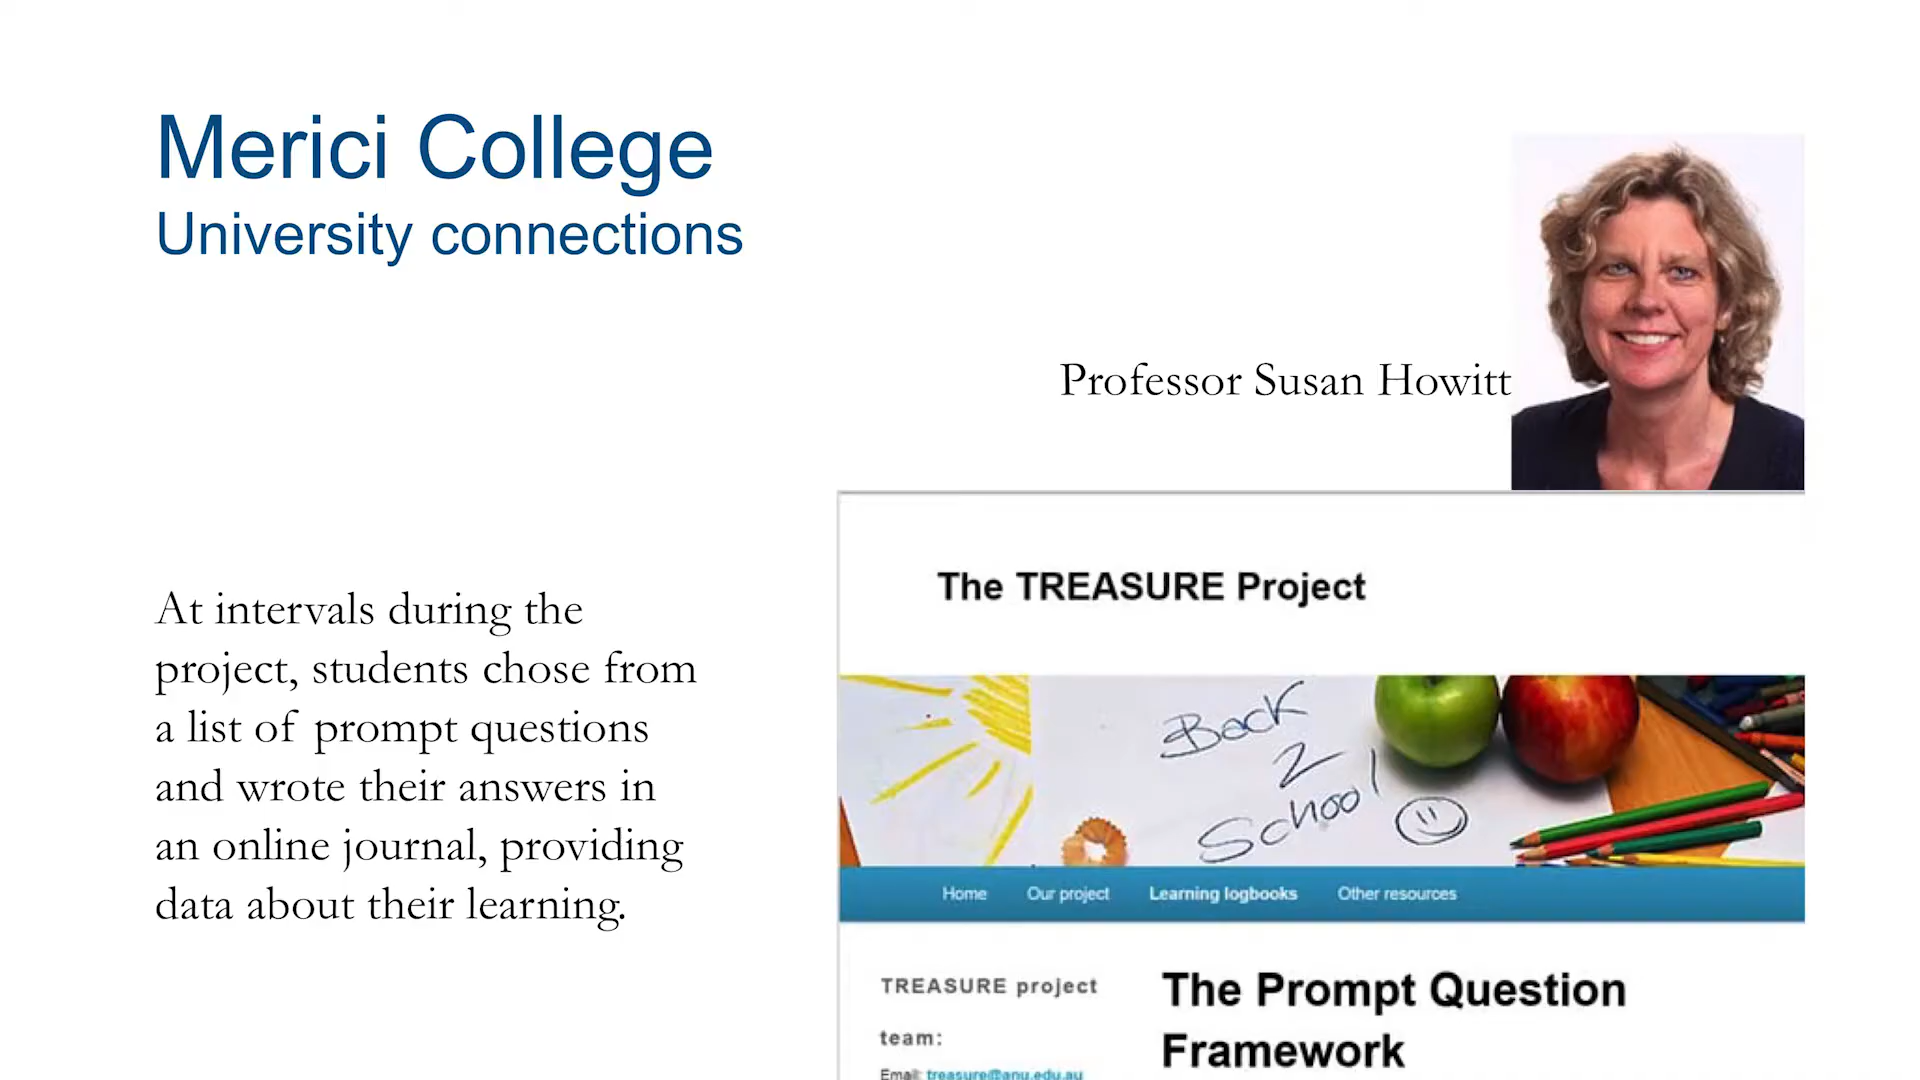 Merici College
University connections
Professor Susan Howitt
At intervals during the
project, students chose from
a list of prompt questions
and wrote their answers in
an online journal, providing
data about their learning.
The TREASURE Project
Back
2
School!
Home Our project Learning logbooks Other resources
TREASURE project
team:
Email: treasure@anu.edu.au
The Prompt Question
Framework